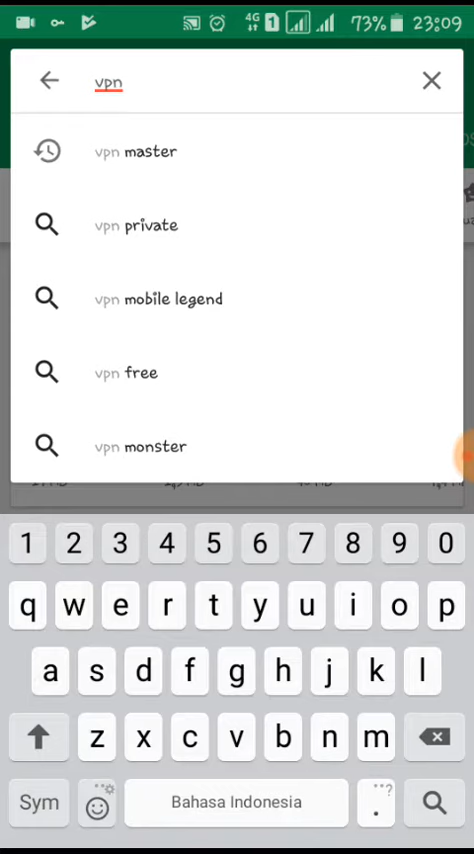 4G 1 73% 23:09
vpn
vpn master
vpn private
vpn mobile legend
vpn free
vpn monster
1 2 3 4 5 6 7 8 9 0
q w e r t y u i o p
a s d f g h j k l
z x c v b n m
Sym Bahasa Indonesia . ?